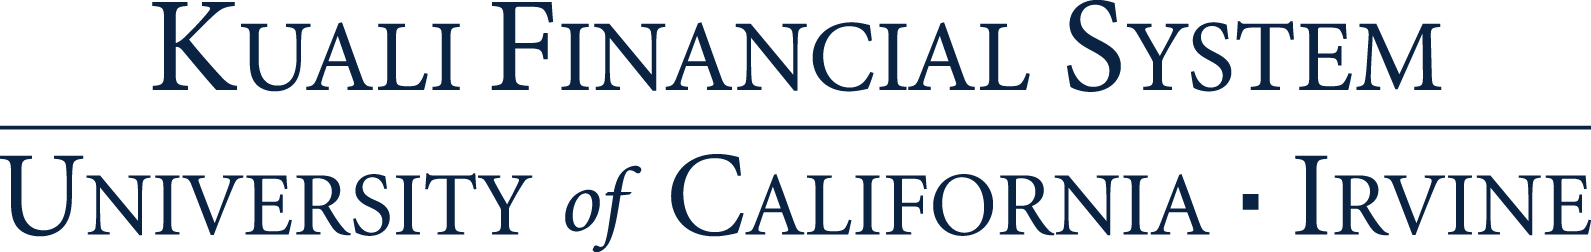 KUALI FINANCIAL SYSTEM
UNIVERSITY of CALIFORNIA ▪ IRVINE